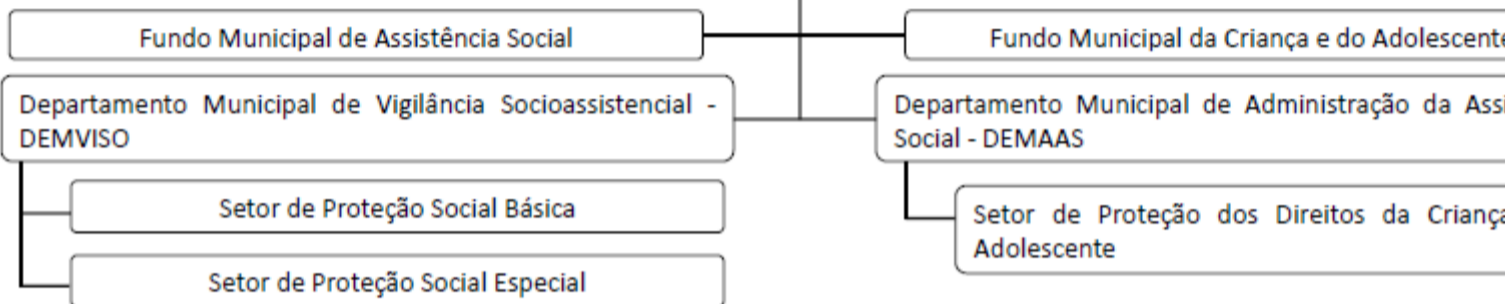 Fundo Municipal de Assistência Social
Fundo Municipal da Criança e do Adolescente
Departamento Municipal de Vigilância Socioassistencial -
DEMVISO
Departamento Municipal de Administração da Assi
Social - DEMAAS
Setor de Proteção Social Básica
Setor de Proteção Social Especial
Setor de Proteção dos Direitos da Criança
Adolescente